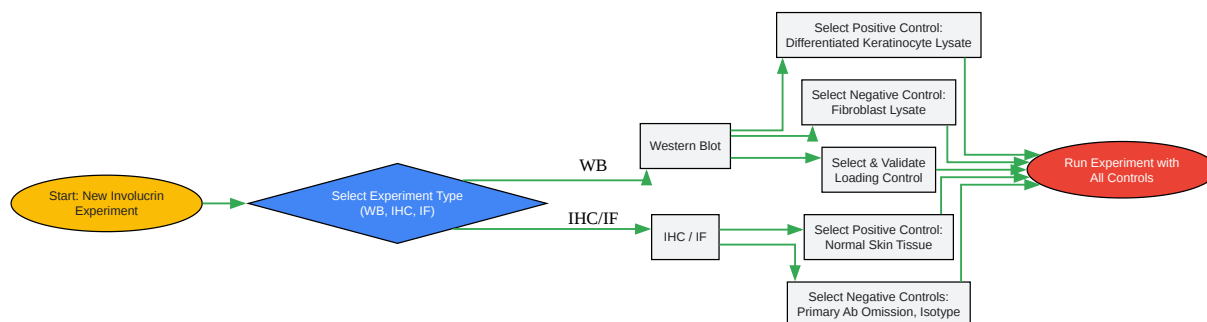 Start: New Involucrin
Experiment
Select Experiment Type
(WB, IHC, IF)
WB
IHC/IF
Western Blot
IHC / IF
Select Positive Control:
Differentiated Keratinocyte Lysate
Select Negative Control:
Fibroblast Lysate
Select & Validate
Loading Control
Select Positive Control:
Normal Skin Tissue
Select Negative Controls:
Primary Ab Omission, Isotype
Run Experiment with
All Controls